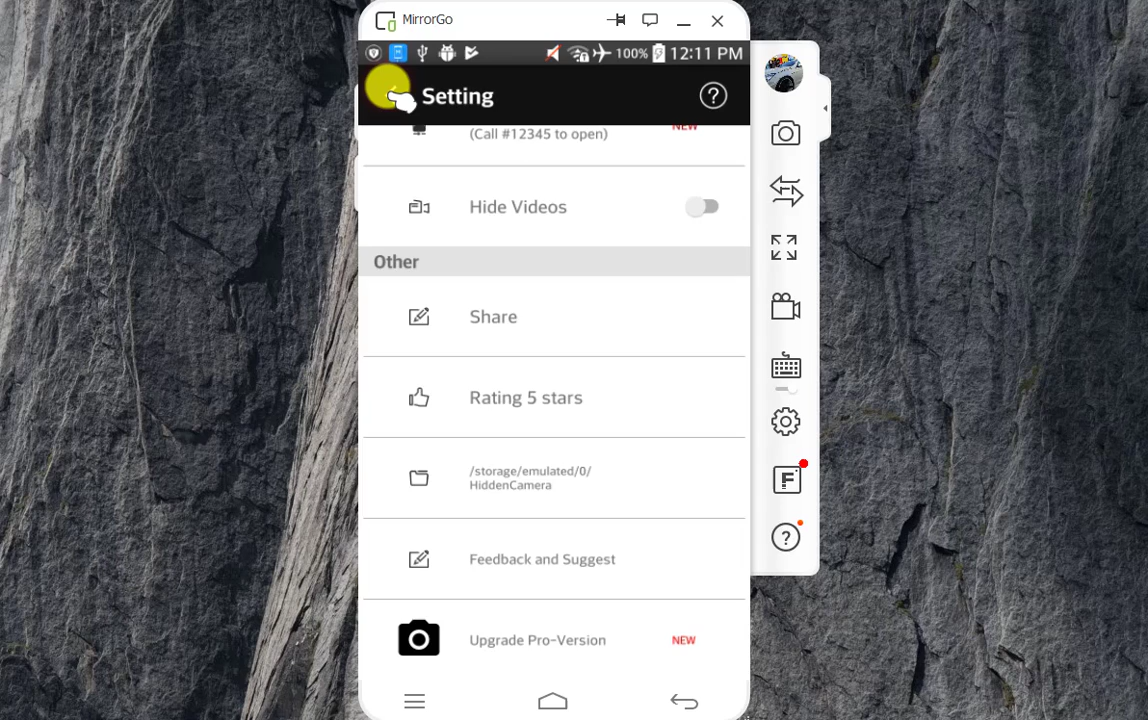 MirrorGo
100% 12:11 PM
Setting
(Call #12345 to open)
NEW
Hide Videos
Other
Share
Rating 5 stars
/storage/emulated/0/
HiddenCamera
Feedback and Suggest
Upgrade Pro-Version
NEW